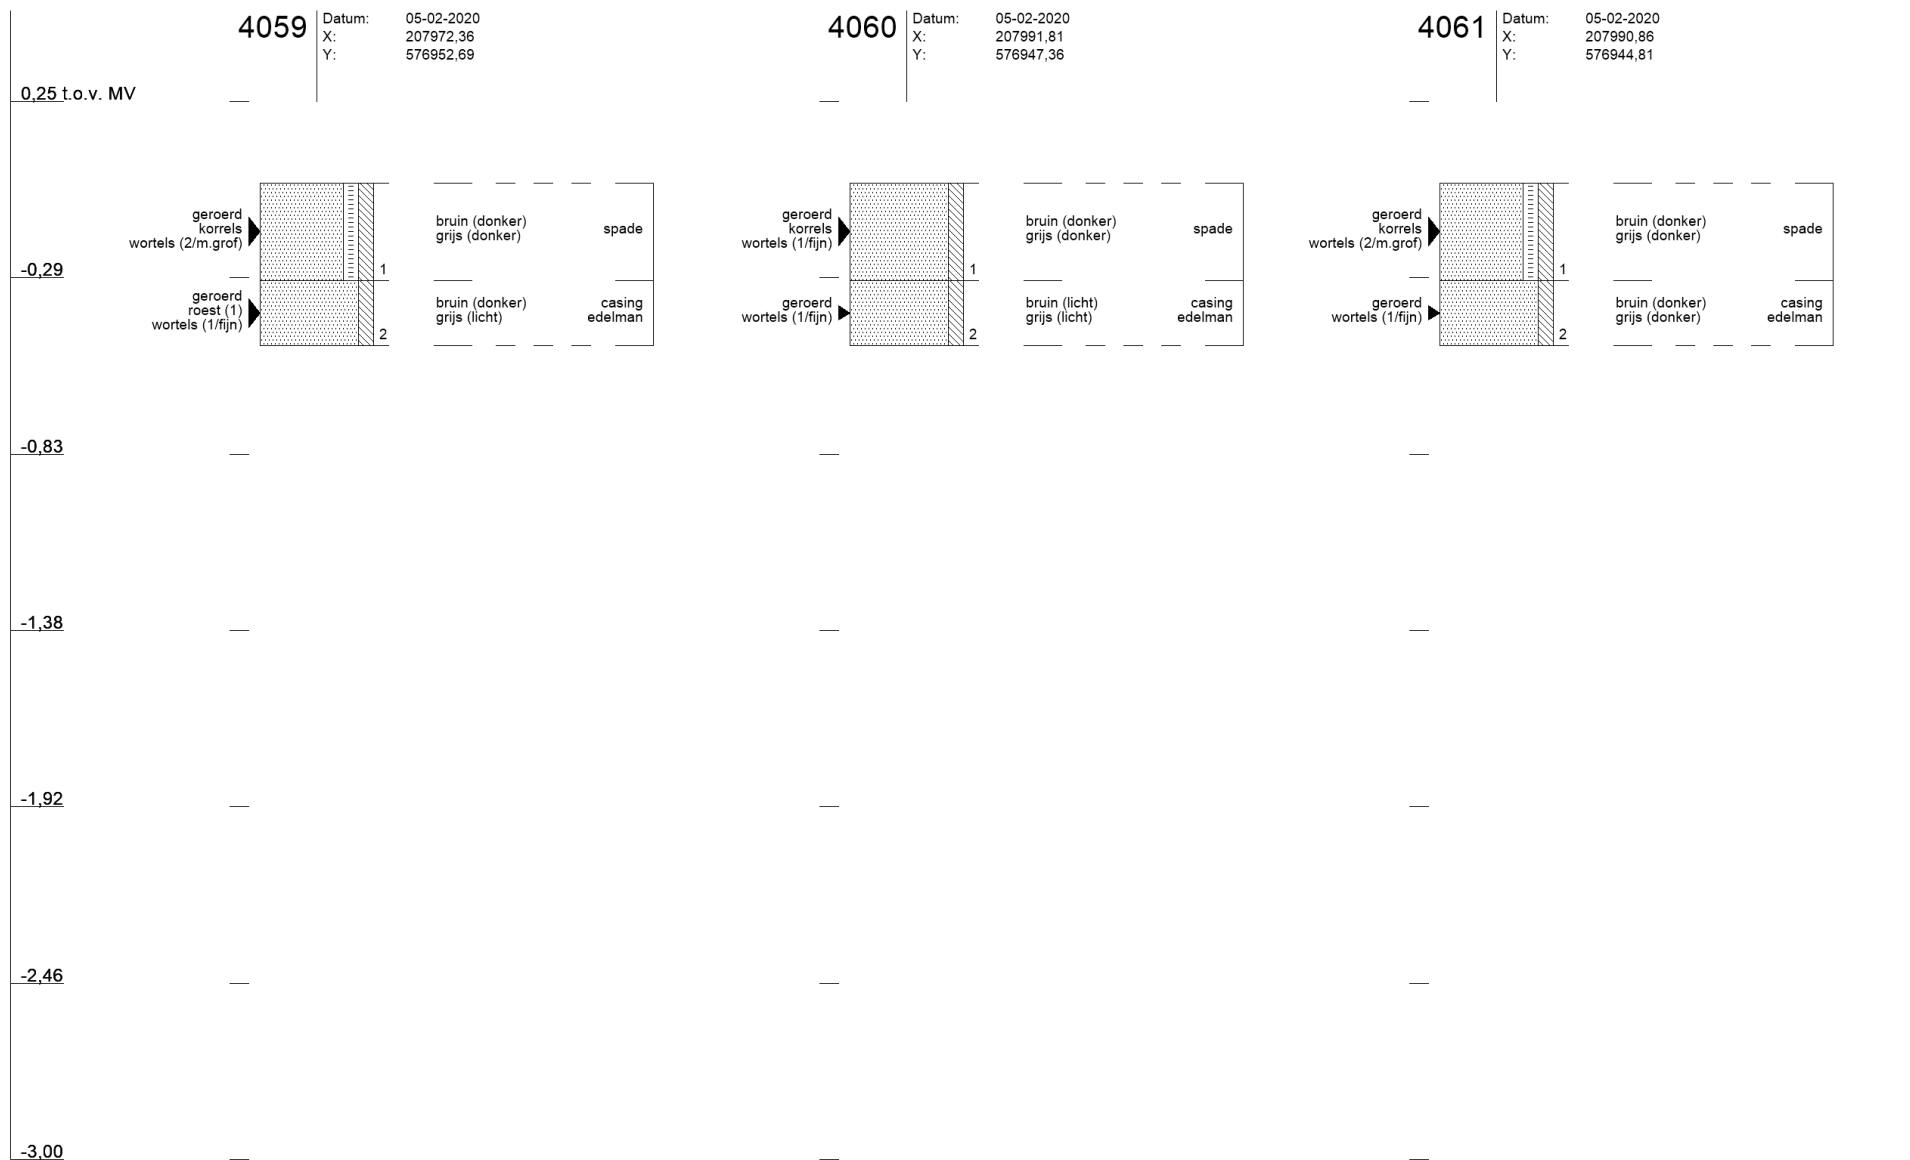 4059
Datum: 05-02-2020
X: 207972,36
Y: 576952,69
4060
Datum: 05-02-2020
X: 207991,81
Y: 576947,36
4061
Datum: 05-02-2020
X: 207990,86
Y: 576944,81
0,25 t.o.v. MV
-0,29
-0,83
-1,38
-1,92
-2,46
-3,00
geroerd
korrels
wortels (2/m.grof)
1
bruin (donker)
grijs (donker)
spade
geroerd
roest (1)
wortels (1/fijn)
2
bruin (donker)
grijs (licht)
casing
edelman
geroerd
korrels
wortels (1/fijn)
1
bruin (donker)
grijs (donker)
spade
geroerd
wortels (1/fijn)
2
bruin (licht)
grijs (licht)
casing
edelman
geroerd
korrels
wortels (2/m.grof)
1
bruin (donker)
grijs (donker)
spade
geroerd
wortels (1/fijn)
2
bruin (donker)
grijs (donker)
casing
edelman